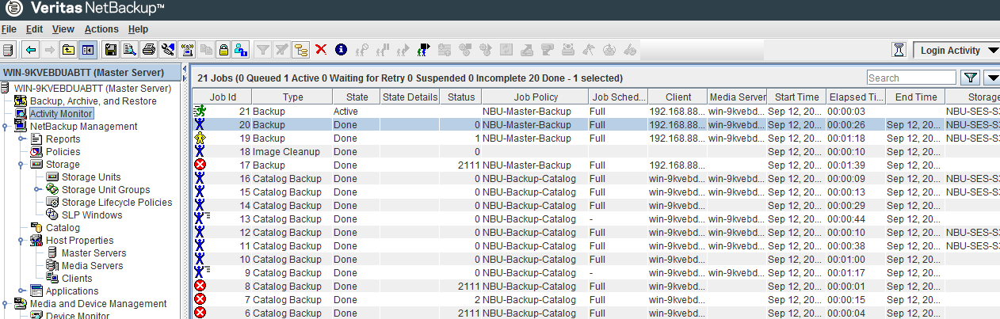 Veritas NetBackup™
File Edit View Actions Help
Login Activity
WIN-9KVEBDUABTT (Master Server)
WIN-9KVEBDUABTT (Master Server)
Backup, Archive, and Restore
Activity Monitor
NetBackup Management
Reports
Policies
Storage
Storage Units
Storage Unit Groups
Storage Lifecycle Policies
SLP Windows
Catalog
Host Properties
Master Servers
Media Servers
Clients
Applications
Media and Device Management
Device Monitor
21 Jobs (0 Queued 1 Active 0 Waiting for Retry 0 Suspended 0 Incomplete 20 Done - 1 selected)
Search
Job Id Type State State Details Status Job Policy Job Sched... Client Media Server Start Time Elapsed Ti... End Time Storage
21 Backup Active NBU-Master-Backup Full 192.168.88... win-9kvebd... Sep 12, 20... 00:00:03 NBU-SES-S3
20 Backup Done 0 NBU-Master-Backup Full 192.168.88... win-9kvebd... Sep 12, 20... 00:00:26 Sep 12, 20... NBU-SES-S3
19 Backup Done 1 NBU-Master-Backup Full 192.168.88... win-9kvebd... Sep 12, 20... 00:01:18 Sep 12, 20... NBU-SES-S3
18 Image Cleanup Done 0 Sep 12, 20... 00:00:10 Sep 12, 20...
17 Backup Done 2111 NBU-Master-Backup Full 192.168.88... Sep 12, 20... 00:01:39 Sep 12, 20...
16 Catalog Backup Done 0 NBU-Backup-Catalog Full win-9kvebd... win-9kvebd... Sep 12, 20... 00:00:09 Sep 12, 20... NBU-SES-S3
15 Catalog Backup Done 0 NBU-Backup-Catalog Full win-9kvebd... win-9kvebd... Sep 12, 20... 00:00:13 Sep 12, 20... NBU-SES-S3
14 Catalog Backup Done 0 NBU-Backup-Catalog Full win-9kvebd... Sep 12, 20... 00:00:29 Sep 12, 20...
13 Catalog Backup Done 0 NBU-Backup-Catalog - win-9kvebd... win-9kvebd... Sep 12, 20... 00:00:44 Sep 12, 20...
12 Catalog Backup Done 0 NBU-Backup-Catalog Full win-9kvebd... win-9kvebd... Sep 12, 20... 00:00:10 Sep 12, 20... NBU-SES-S3
11 Catalog Backup Done 0 NBU-Backup-Catalog Full win-9kvebd... win-9kvebd... Sep 12, 20... 00:00:38 Sep 12, 20... NBU-SES-S3
10 Catalog Backup Done 0 NBU-Backup-Catalog Full win-9kvebd... Sep 12, 20... 00:01:00 Sep 12, 20...
9 Catalog Backup Done 0 NBU-Backup-Catalog - win-9kvebd... win-9kvebd... Sep 12, 20... 00:01:17 Sep 12, 20...
8 Catalog Backup Done 2111 NBU-Backup-Catalog Full win-9kvebd... Sep 12, 20... 00:00:01 Sep 12, 20...
7 Catalog Backup Done 2 NBU-Backup-Catalog Full win-9kvebd... Sep 12, 20... 00:00:15 Sep 12, 20...
6 Catalog Backup Done 2111 NBU-Backup-Catalog Full win-9kvebd... Sep 12, 20... 00:00:04 Sep 12, 20...